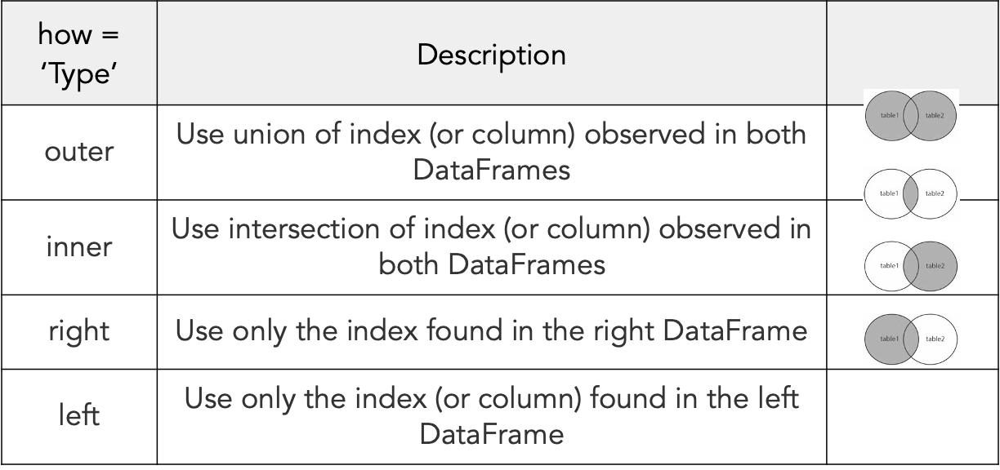 how =
‘Type’
Description
outer
Use union of index (or column) observed in both
DataFrames
table1
table2
inner
Use intersection of index (or column) observed in
both DataFrames
table1
table2
right
Use only the index found in the right DataFrame
table1
table2
left
Use only the index (or column) found in the left
DataFrame
table1
table2